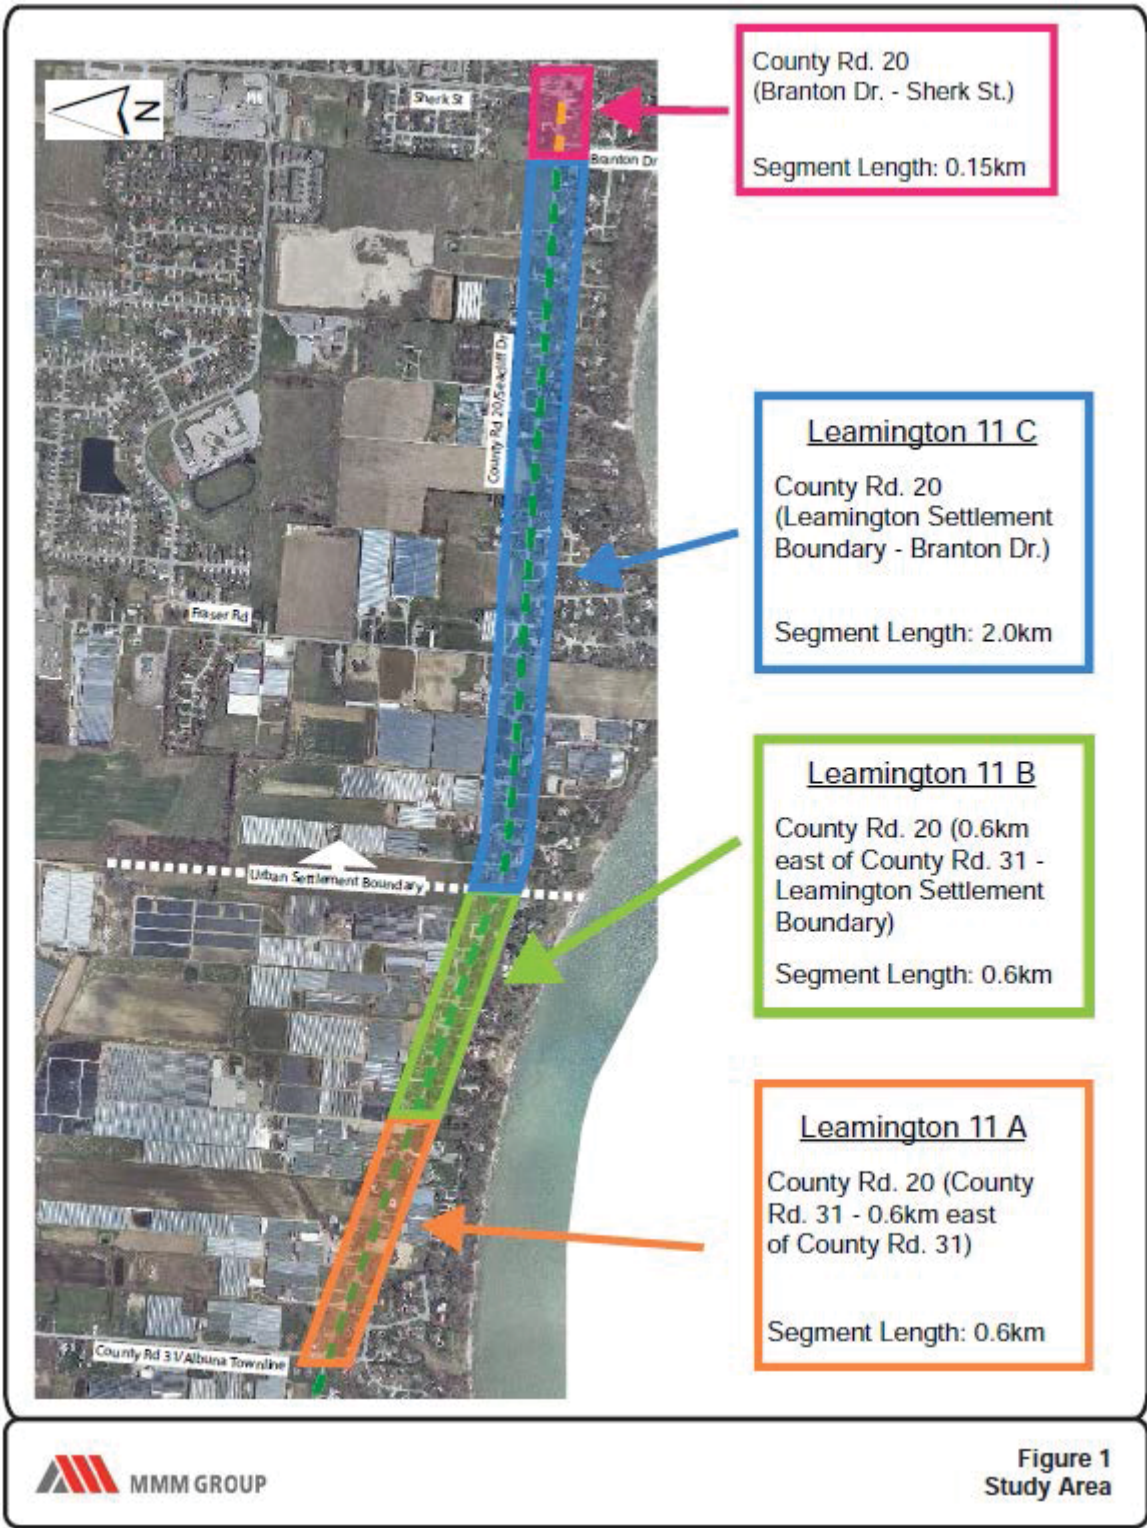 N
Sherk St
Branton Dr
County Rd 20/Seacliff Dr
Fraser Rd
Urban Settlement Boundary
County Rd 31/Albuna Townline
County Rd. 20
(Branton Dr. - Sherk St.)
Segment Length: 0.15km
Leamington 11 C
County Rd. 20
(Leamington Settlement
Boundary - Branton Dr.)
Segment Length: 2.0km
Leamington 11 B
County Rd. 20 (0.6km
east of County Rd. 31 -
Leamington Settlement
Boundary)
Segment Length: 0.6km
Leamington 11 A
County Rd. 20 (County
Rd. 31 - 0.6km east
of County Rd. 31)
Segment Length: 0.6km
MMM GROUP
Figure 1
Study Area